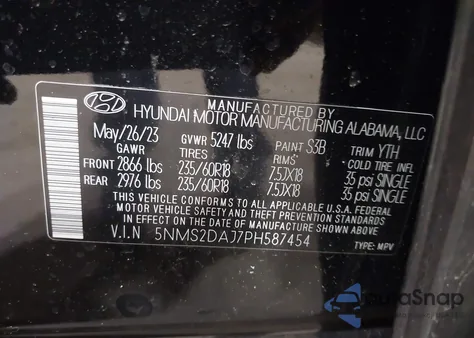 MANUFACTURED BY
HYUNDAI MOTOR MANUFACTURING ALABAMA, LLC
May/26/23 GVWR 5247 lbs PAINT S3B TRIM YTH
GAWR TIRES RIMS COLD TIRE INFL
FRONT 2866 lbs 235/60R18 7.5JX18 35 psi SINGLE
REAR 2976 lbs 235/60R18 7.5JX18 35 psi SINGLE
THIS VEHICLE CONFORMS TO ALL APPLICABLE U.S.A. FEDERAL
MOTOR VEHICLE SAFETY AND THEFT PREVENTION STANDARDS IN
EFFECT ON THE DATE OF MANUFACTURE SHOWN ABOVE.
V.I.N 5NMS2DAJ7PH587454
TYPE: MPV
AutoSnap